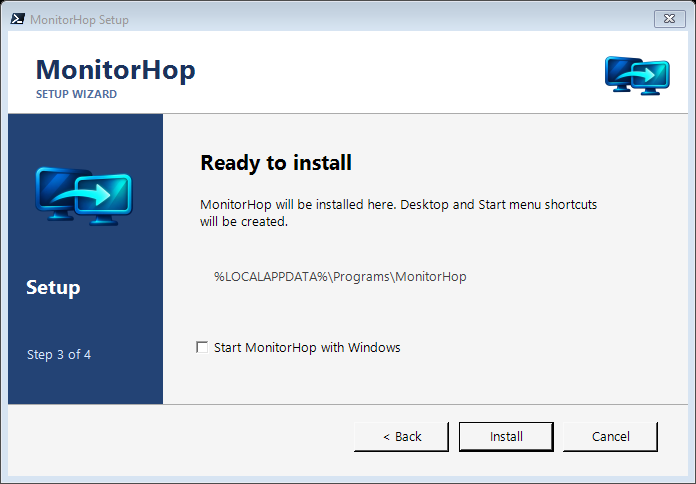 MonitorHop Setup
MonitorHop
SETUP WIZARD
Ready to install
MonitorHop will be installed here. Desktop and Start menu shortcuts
will be created.
%LOCALAPPDATA%\Programs\MonitorHop
Setup
Step 3 of 4
Start MonitorHop with Windows
< Back
Install
Cancel